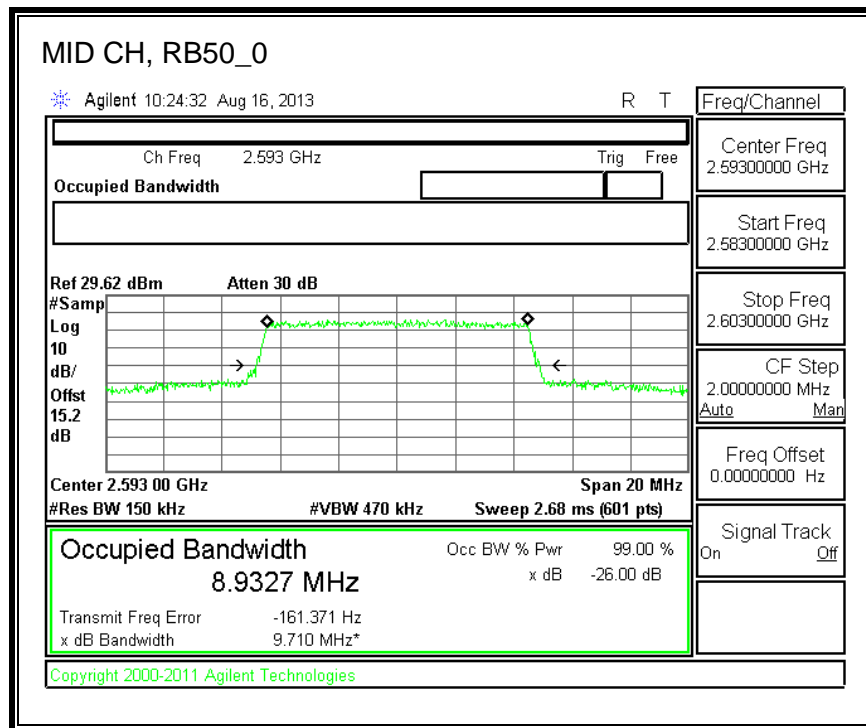 MID CH, RB50_0
Agilent 10:24:32 Aug 16, 2013 R T
Ch Freq 2.593 GHz Trig Free
Occupied Bandwidth
Ref 29.62 dBm Atten 30 dB
#Samp
Log
10
dB/
Offst
15.2
dB
Center 2.593 00 GHz Span 20 MHz
#Res BW 150 kHz #VBW 470 kHz Sweep 2.68 ms (601 pts)
Occupied Bandwidth Occ BW % Pwr 99.00 %
8.9327 MHz x dB -26.00 dB
Transmit Freq Error -161.371 Hz
x dB Bandwidth 9.710 MHz*
Copyright 2000-2011 Agilent Technologies
Freq/Channel
Center Freq
2.59300000 GHz
Start Freq
2.58300000 GHz
Stop Freq
2.60300000 GHz
CF Step
2.00000000 MHz
Auto Man
Freq Offset
0.00000000 Hz
Signal Track
On Off